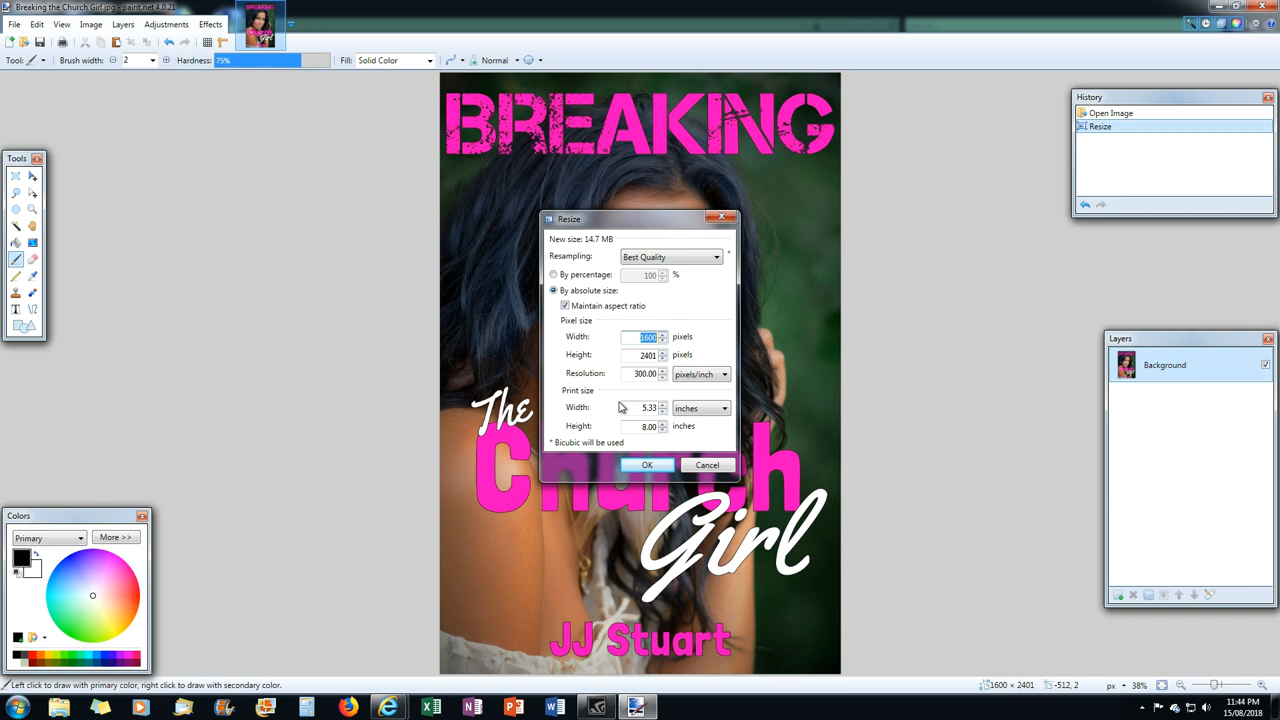 Breaking the Church Girl.jpg - paint.net 4.0.21
File Edit View Image Layers Adjustments Effects
Tool: Brush width: 2 Hardness: 75% Fill: Solid Color Normal
BREAKING
The
Church
Girl
JJ Stuart
Tools
Resize
New size: 14.7 MB
Resampling: Best Quality *
By percentage: 100 %
By absolute size:
Maintain aspect ratio
Pixel size
Width: 1600 pixels
Height: 2401 pixels
Resolution: 300.00 pixels/inch
Print size
Width: 5.33 inches
Height: 8.00 inches
* Bicubic will be used
OK Cancel
History
Open Image
Resize
Layers
Background
Colors
Primary More >>
Left click to draw with primary color, right click to draw with secondary color.
1600 × 2401 -512, 2 px 38%
11:44 PM
15/08/2018